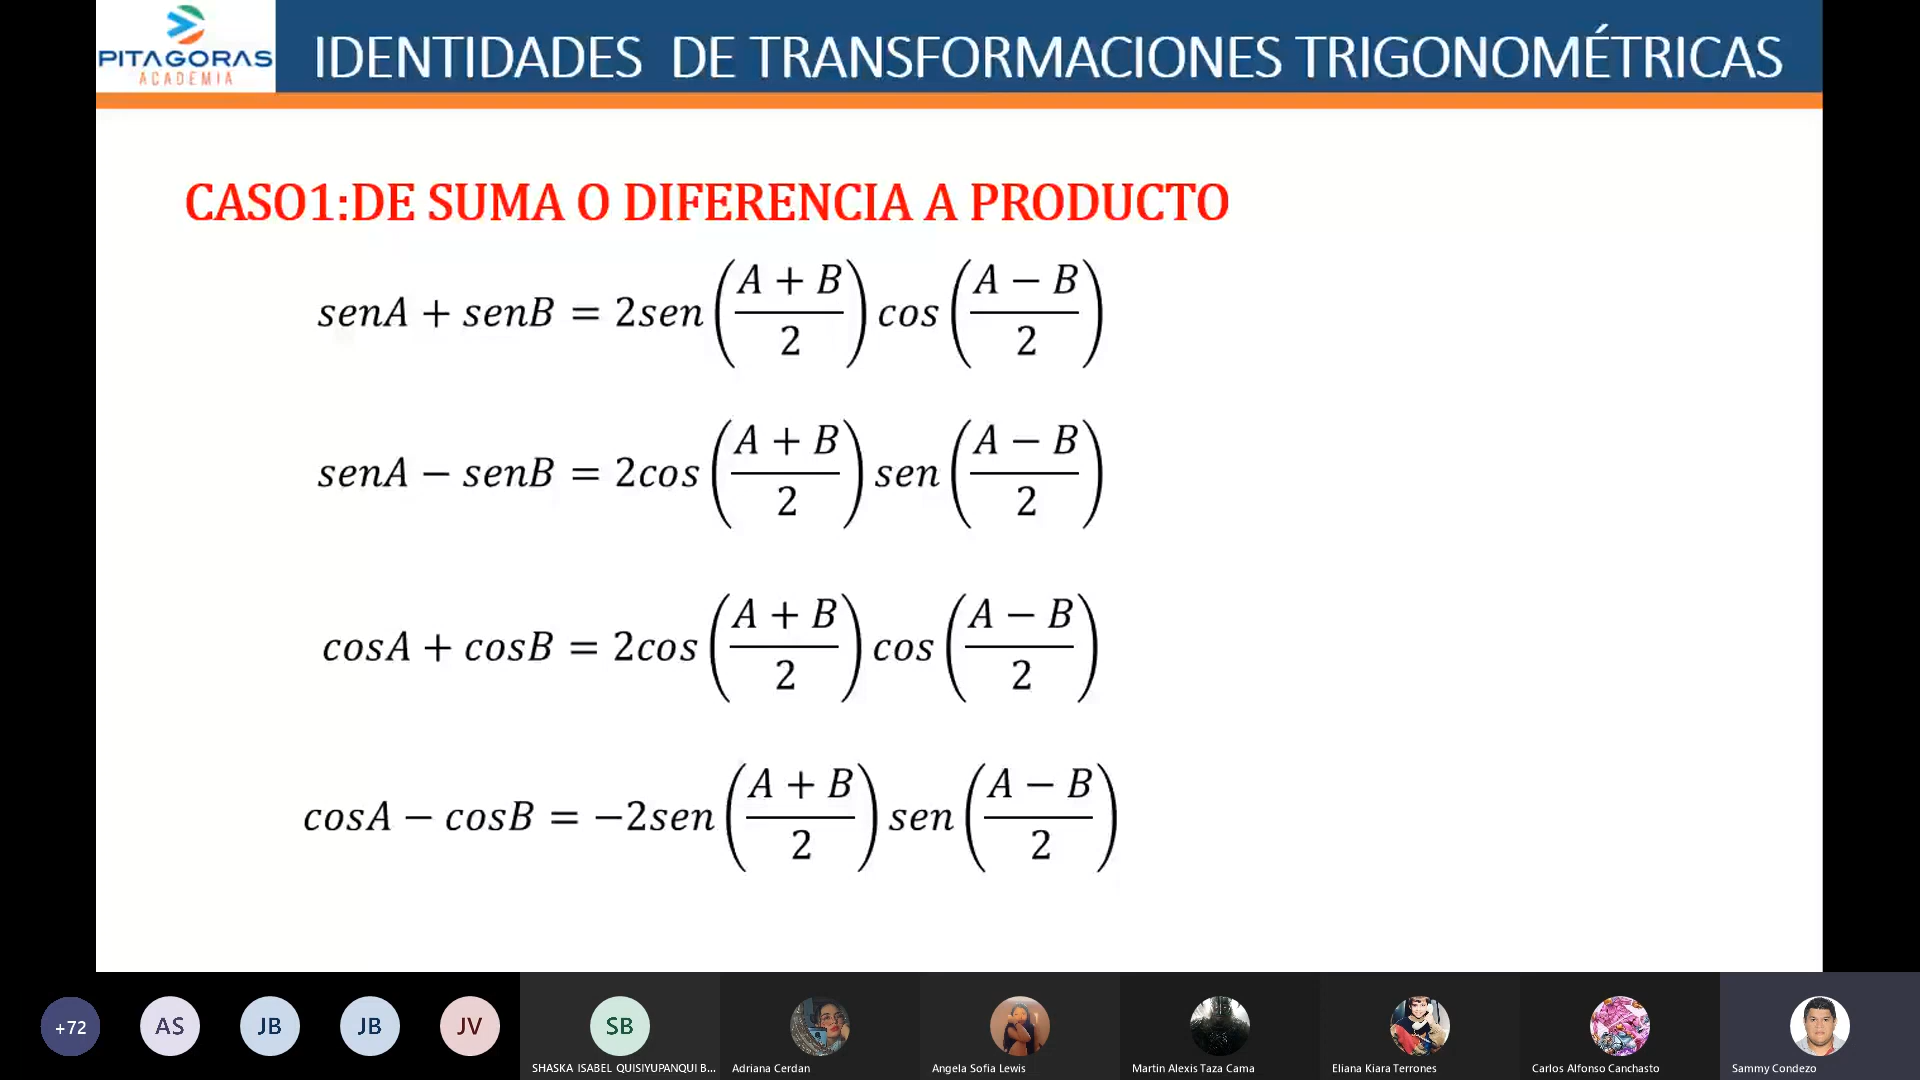 PITAGORAS
ACADEMIA
IDENTIDADES DE TRANSFORMACIONES TRIGONOMÉTRICAS
CASO1:DE SUMA O DIFERENCIA A PRODUCTO
senA + senB = 2sen((A + B)/2) cos((A − B)/2)
senA − senB = 2cos((A + B)/2) sen((A − B)/2)
cosA + cosB = 2cos((A + B)/2) cos((A − B)/2)
cosA − cosB = −2sen((A + B)/2) sen((A − B)/2)
+72 AS JB JB JV SB
SHASKA ISABEL QUISIYUPANQUI B... Adriana Cerdan Angela Sofia Lewis Martin Alexis Taza Cama Eliana Kiara Terrones Carlos Alfonso Canchasto Sammy Condezo